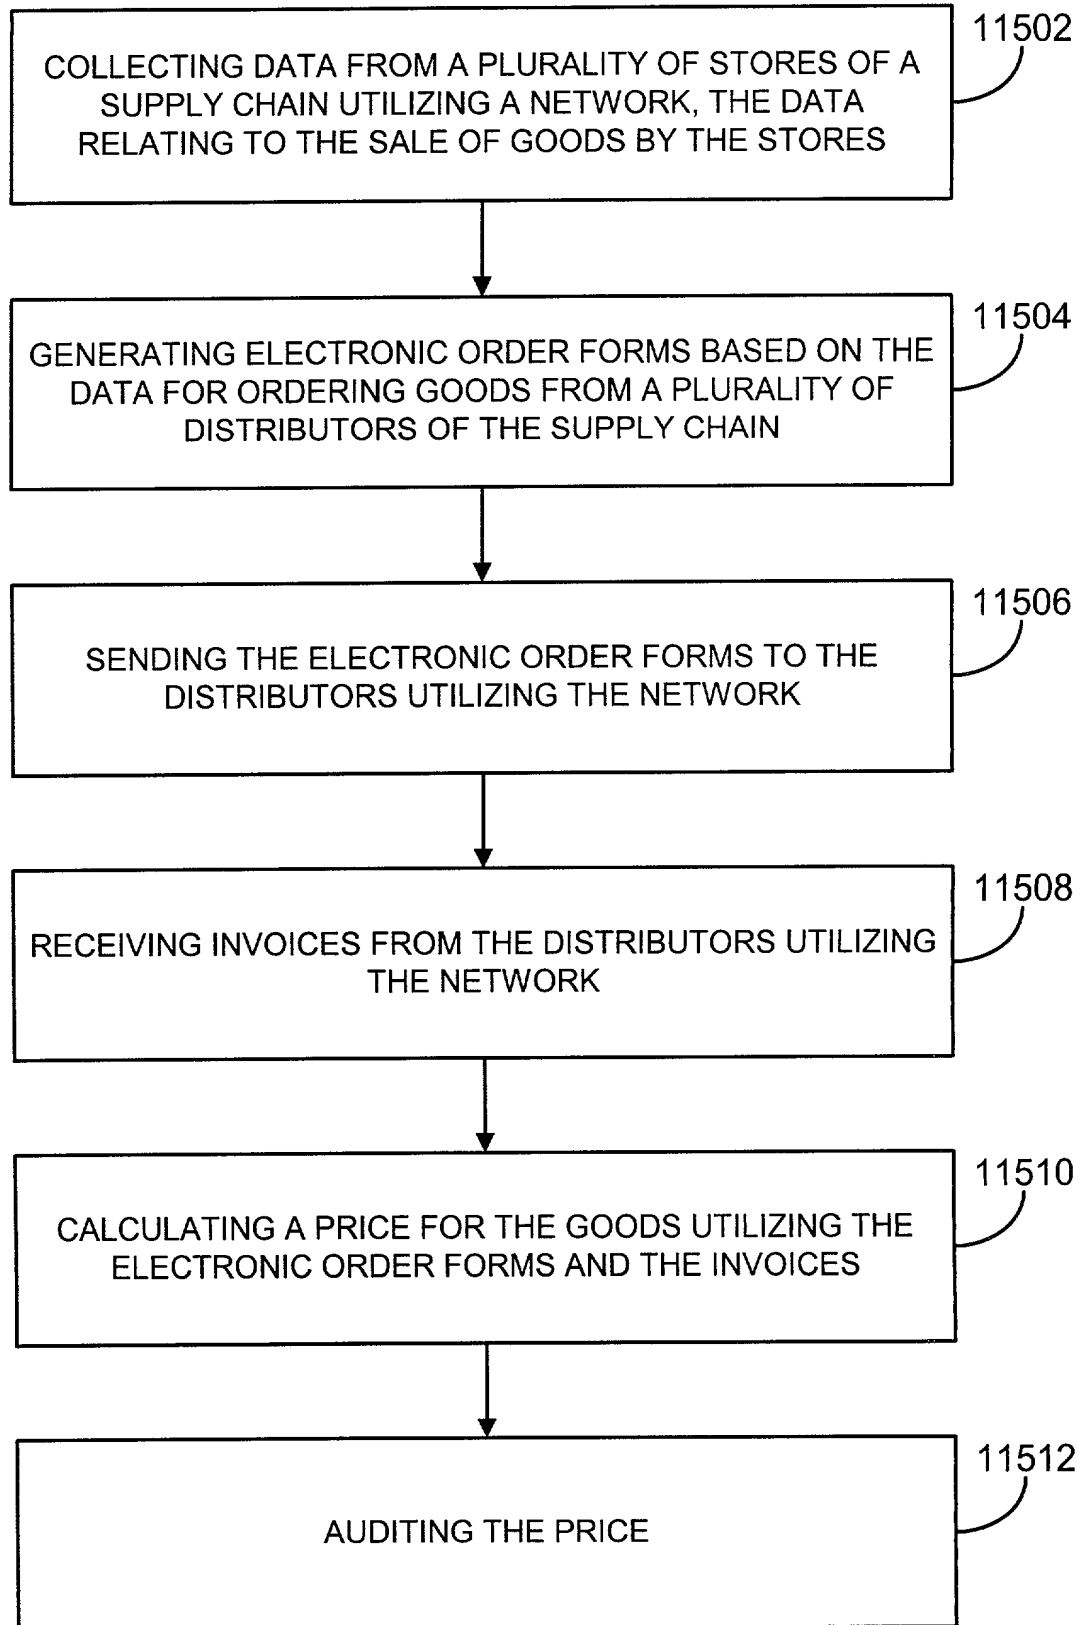 11502
COLLECTING DATA FROM A PLURALITY OF STORES OF A
SUPPLY CHAIN UTILIZING A NETWORK, THE DATA
RELATING TO THE SALE OF GOODS BY THE STORES
11504
GENERATING ELECTRONIC ORDER FORMS BASED ON THE
DATA FOR ORDERING GOODS FROM A PLURALITY OF
DISTRIBUTORS OF THE SUPPLY CHAIN
11506
SENDING THE ELECTRONIC ORDER FORMS TO THE
DISTRIBUTORS UTILIZING THE NETWORK
11508
RECEIVING INVOICES FROM THE DISTRIBUTORS UTILIZING
THE NETWORK
11510
CALCULATING A PRICE FOR THE GOODS UTILIZING THE
ELECTRONIC ORDER FORMS AND THE INVOICES
11512
AUDITING THE PRICE